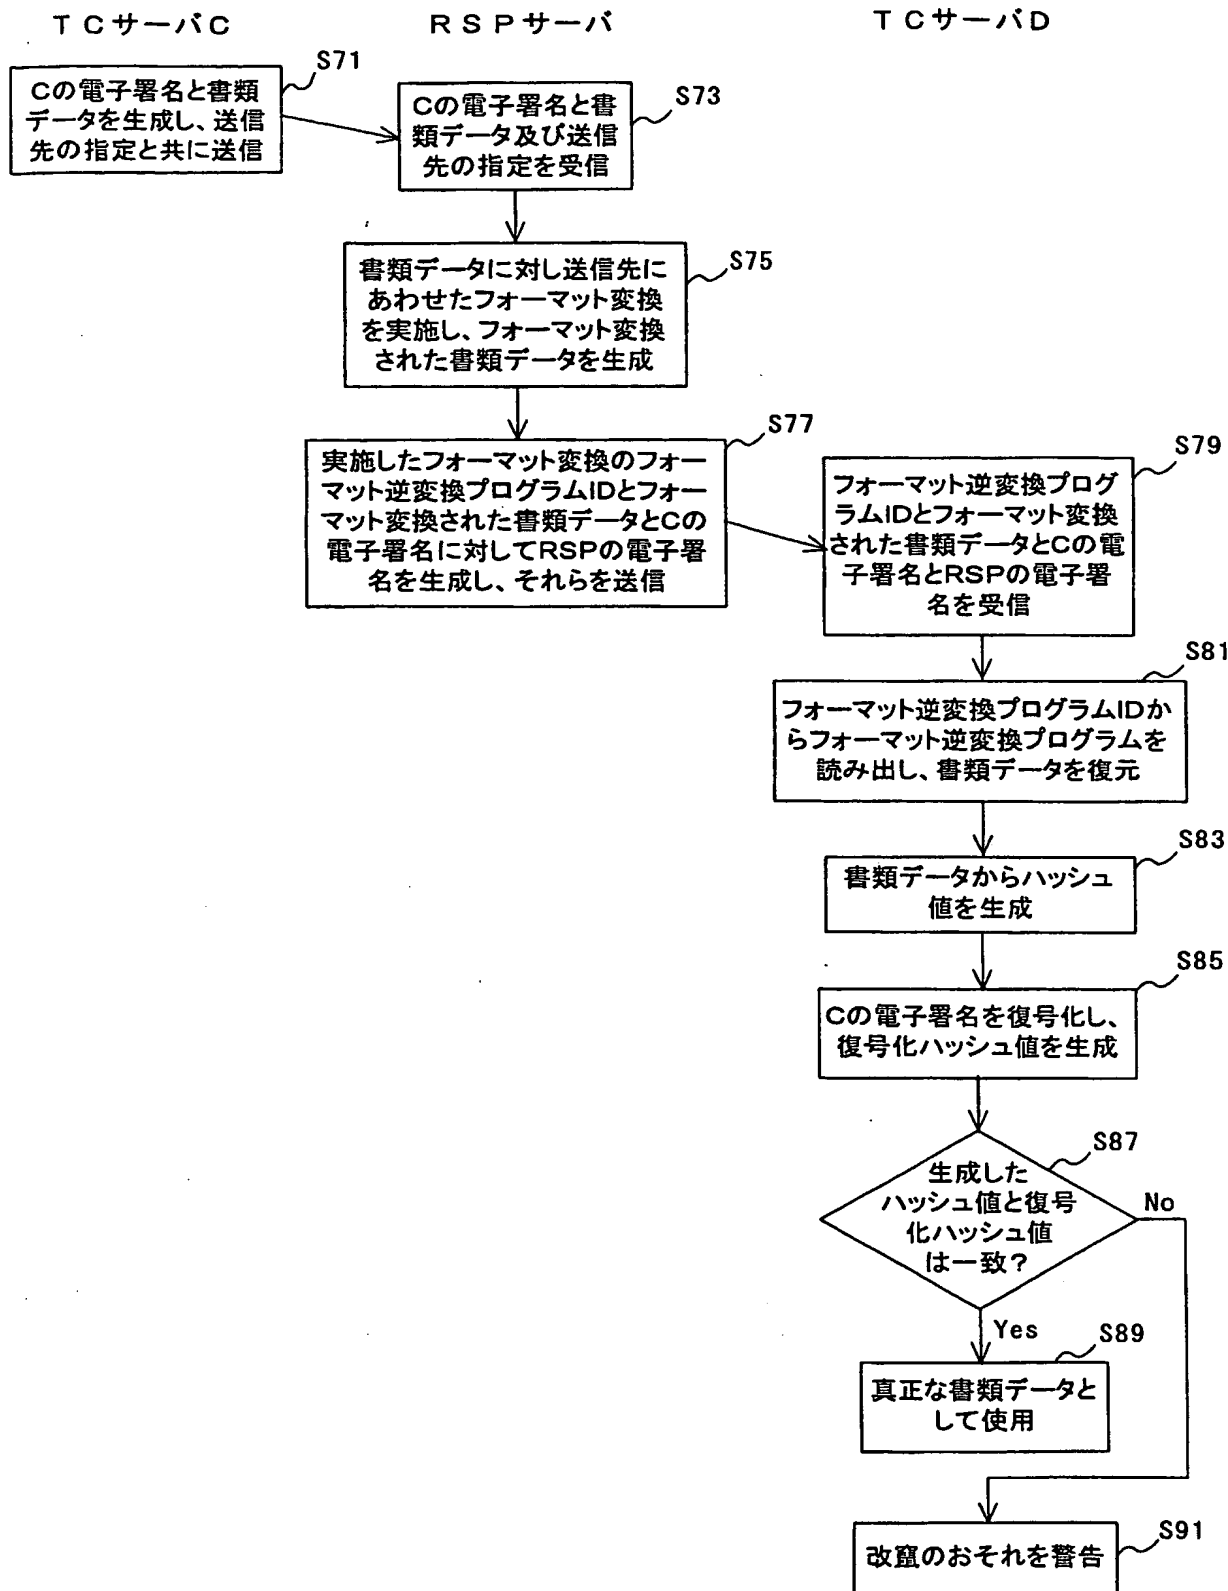 TCサーバC
RSPサーバ
TCサーバD
S71
Cの電子署名と書類
データを生成し、送信
先の指定と共に送信
S73
Cの電子署名と書
類データ及び送信
先の指定を受信
S75
書類データに対し送信先に
あわせたフォーマット変換
を実施し、フォーマット変換
された書類データを生成
S77
実施したフォーマット変換のフォー
マット逆変換プログラムIDとフォー
マット変換された書類データとCの
電子署名に対してRSPの電子署
名を生成し、それらを送信
S79
フォーマット逆変換プログ
ラムIDとフォーマット変換
された書類データとCの電
子署名とRSPの電子署
名を受信
S81
フォーマット逆変換プログラムIDか
らフォーマット逆変換プログラムを
読み出し、書類データを復元
S83
書類データからハッシュ
値を生成
S85
Cの電子署名を復号化し、
復号化ハッシュ値を生成
S87
生成した
ハッシュ値と復号
化ハッシュ値
は一致?
No
Yes
S89
真正な書類データと
して使用
S91
改竄のおそれを警告